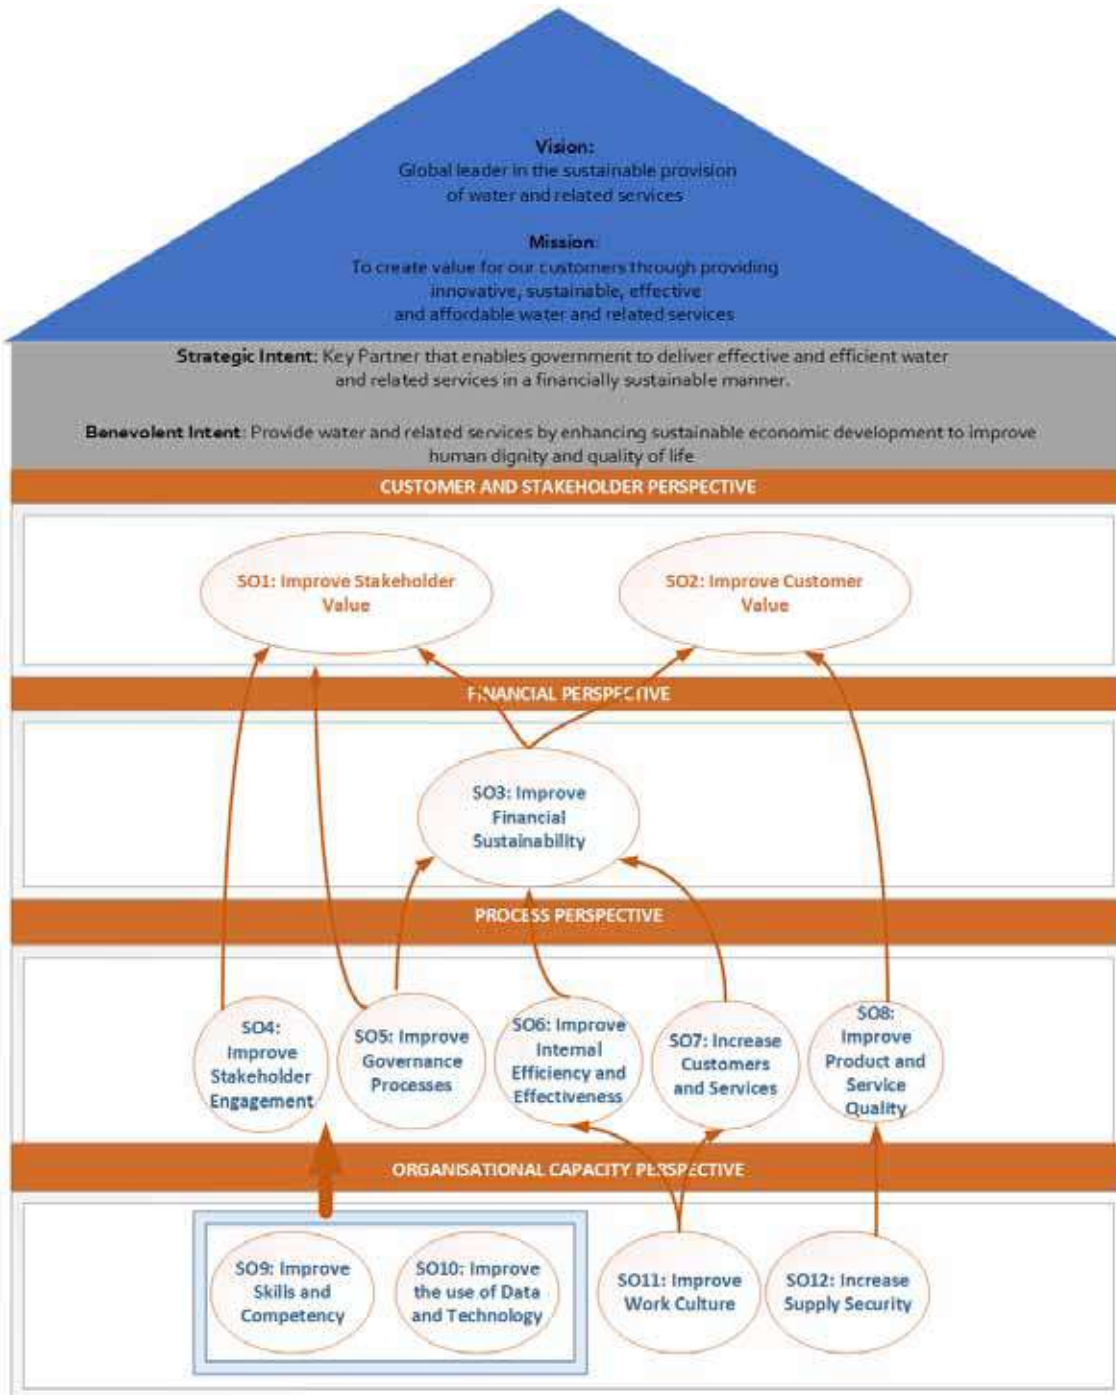 Vision:
Global leader in the sustainable provision
of water and related services
Mission:
To create value for our customers through providing
innovative, sustainable, effective
and affordable water and related services
Strategic Intent: Key Partner that enables government to deliver effective and efficient water
and related services in a financially sustainable manner.
Benevolent Intent: Provide water and related services by enhancing sustainable economic development to improve
human dignity and quality of life
CUSTOMER AND STAKEHOLDER PERSPECTIVE
SO1: Improve Stakeholder
Value
SO2: Improve Customer
Value
FINANCIAL PERSPECTIVE
SO3: Improve
Financial
Sustainability
PROCESS PERSPECTIVE
SO4:
Improve
Stakeholder
Engagement
SO5: Improve
Governance
Processes
SO6: Improve
Internal
Efficiency and
Effectiveness
SO7: Increase
Customers
and Services
SO8:
Improve
Product and
Service
Quality
ORGANISATIONAL CAPACITY PERSPECTIVE
SO9: Improve
Skills and
Competency
SO10: Improve
the use of Data
and Technology
SO11: Improve
Work Culture
SO12: Increase
Supply Security